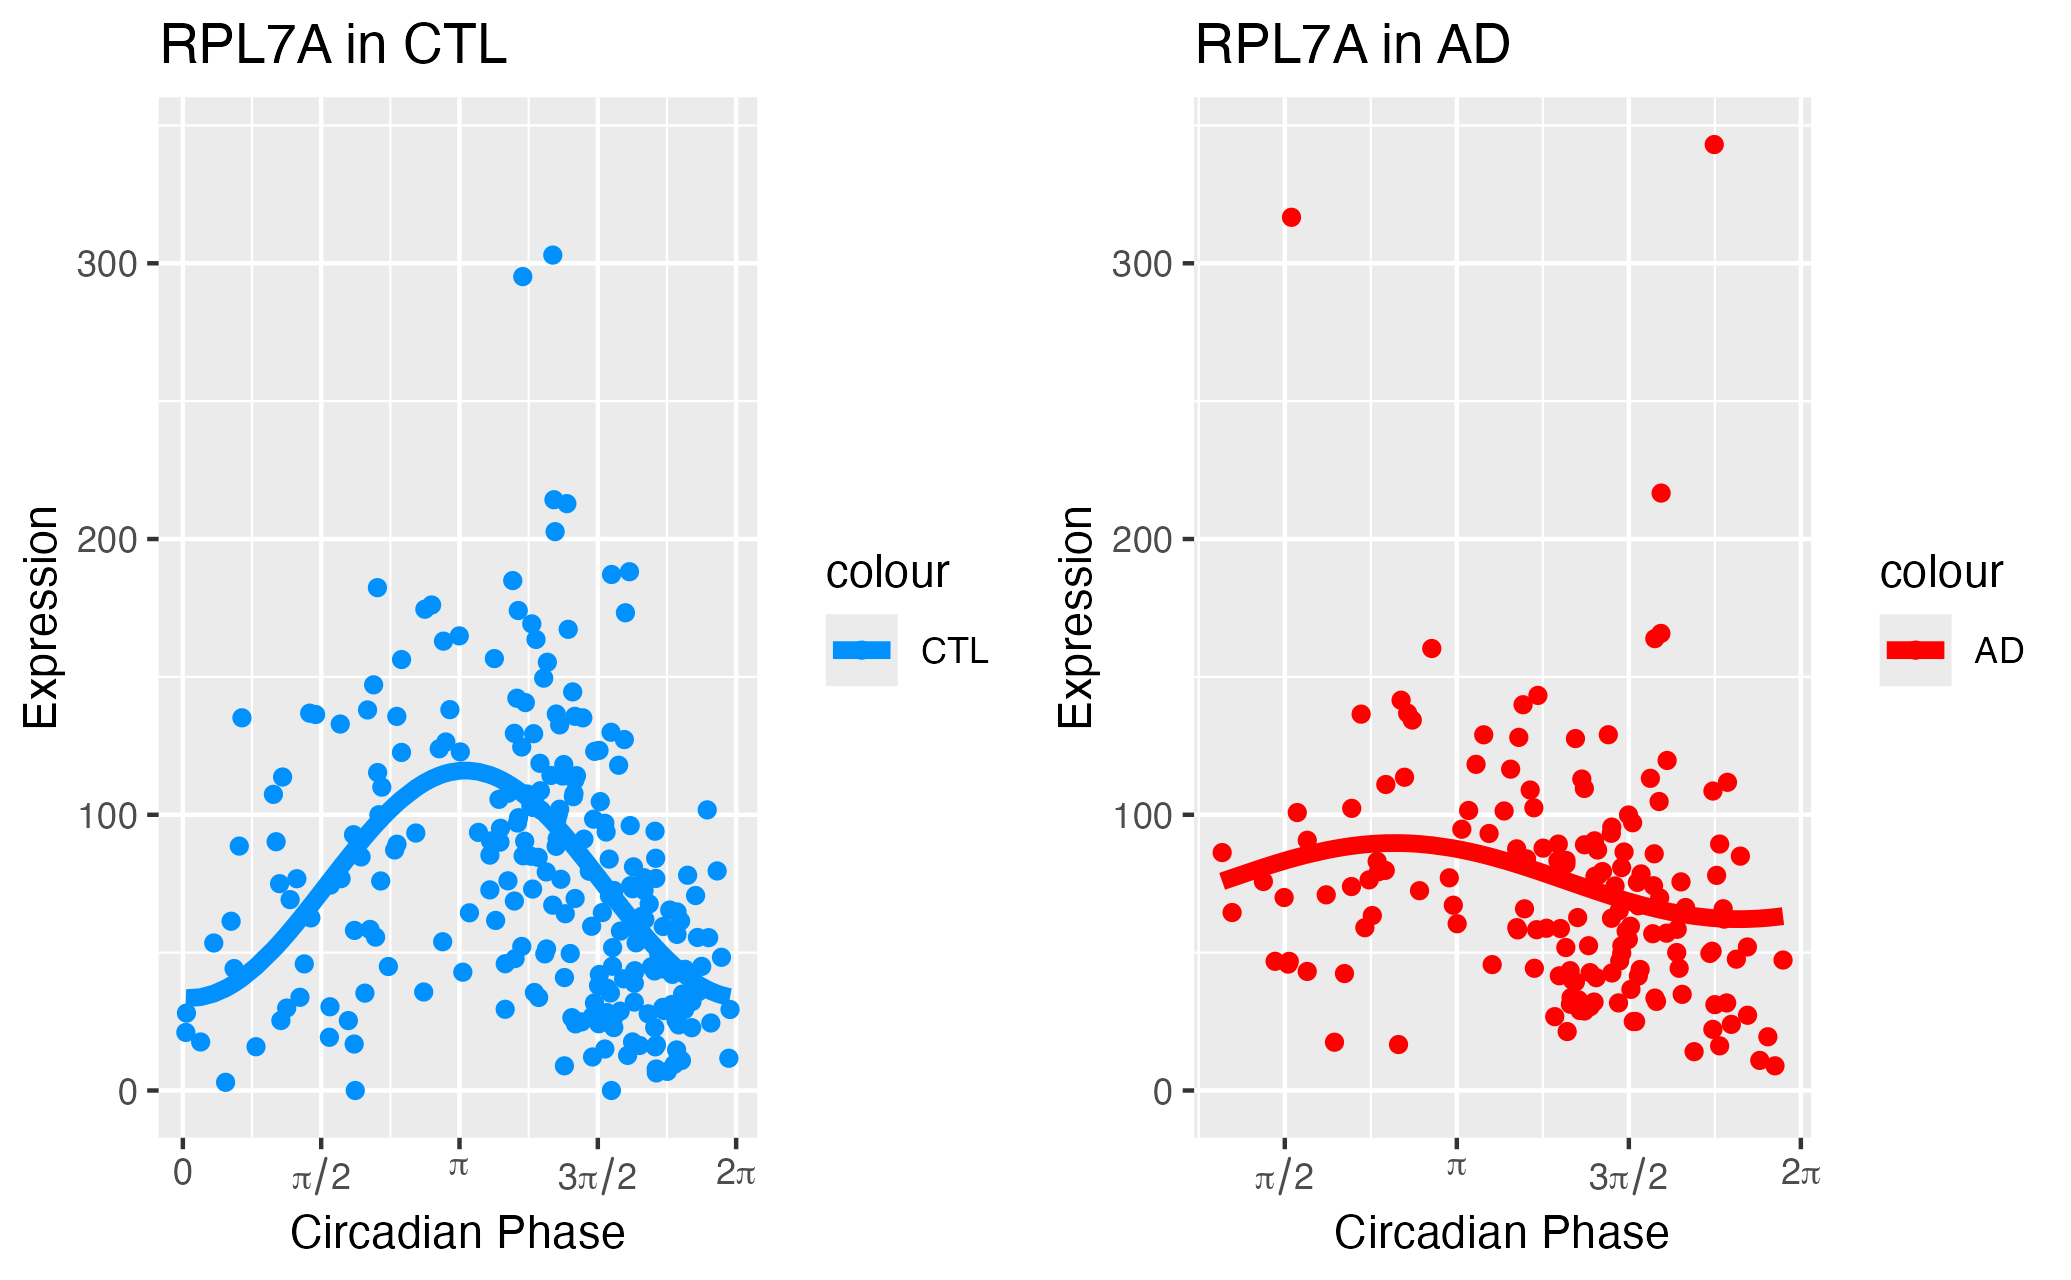 RPL7A in CTL
Expression
300
200
100
0
0 π/2 π 3π/2 2π
Circadian Phase
colour
CTL
RPL7A in AD
Expression
300
200
100
0
π/2 π 3π/2 2π
Circadian Phase
colour
AD